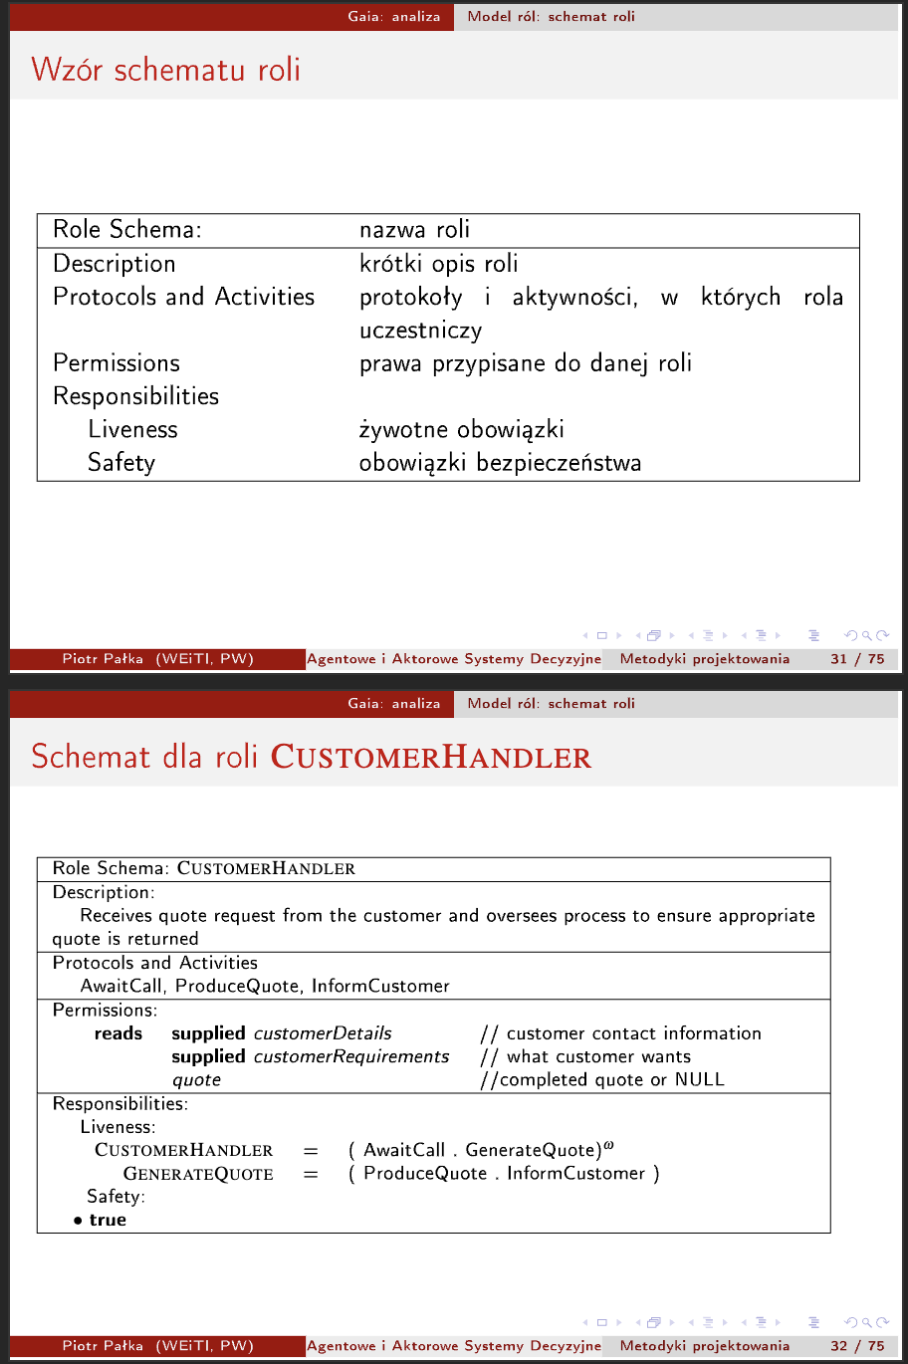 Gaia: analiza Model ról: schemat roli
Wzór schematu roli
Role Schema: nazwa roli
Description krótki opis roli
Protocols and Activities protokoły i aktywności, w których rola
uczestniczy
Permissions prawa przypisane do danej roli
Responsibilities
Liveness żywotne obowiązki
Safety obowiązki bezpieczeństwa
Piotr Pałka (WEiTI, PW) Agentowe i Aktorowe Systemy Decyzyjne Metodyki projektowania 31 / 75
Gaia: analiza Model ról: schemat roli
Schemat dla roli CUSTOMERHANDLER
Role Schema: CUSTOMERHANDLER
Description:
Receives quote request from the customer and oversees process to ensure appropriate
quote is returned
Protocols and Activities
AwaitCall, ProduceQuote, InformCustomer
Permissions:
reads supplied customerDetails // customer contact information
supplied customerRequirements // what customer wants
quote //completed quote or NULL
Responsibilities:
Liveness:
CUSTOMERHANDLER = ( AwaitCall . GenerateQuote)^ω
GENERATEQUOTE = ( ProduceQuote . InformCustomer )
Safety:
• true
Piotr Pałka (WEiTI, PW) Agentowe i Aktorowe Systemy Decyzyjne Metodyki projektowania 32 / 75